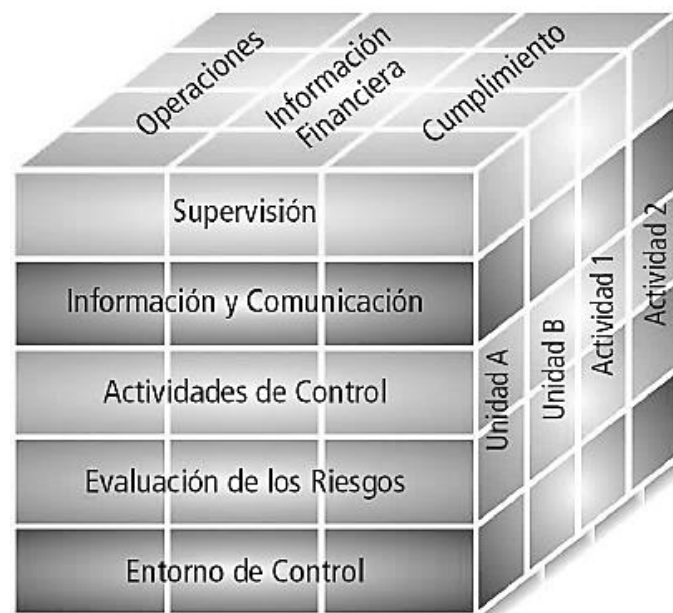 Operaciones
Información
Financiera
Cumplimiento
Supervisión
Información y Comunicación
Actividades de Control
Evaluación de los Riesgos
Entorno de Control
Unidad A
Unidad B
Actividad 1
Actividad 2